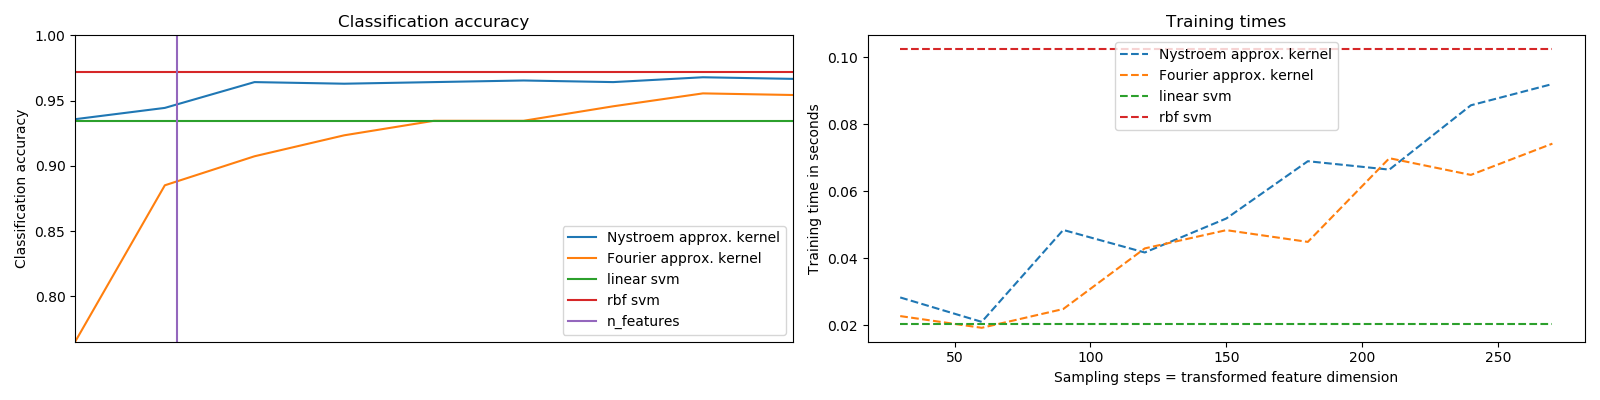 Classification accuracy
1.00
0.95
0.90
0.85
0.80
Classification accuracy
Nystroem approx. kernel
Fourier approx. kernel
linear svm
rbf svm
n_features
Training times
0.10
0.08
0.06
0.04
0.02
Training time in seconds
Nystroem approx. kernel
Fourier approx. kernel
linear svm
rbf svm
50
100
150
200
250
Sampling steps = transformed feature dimension